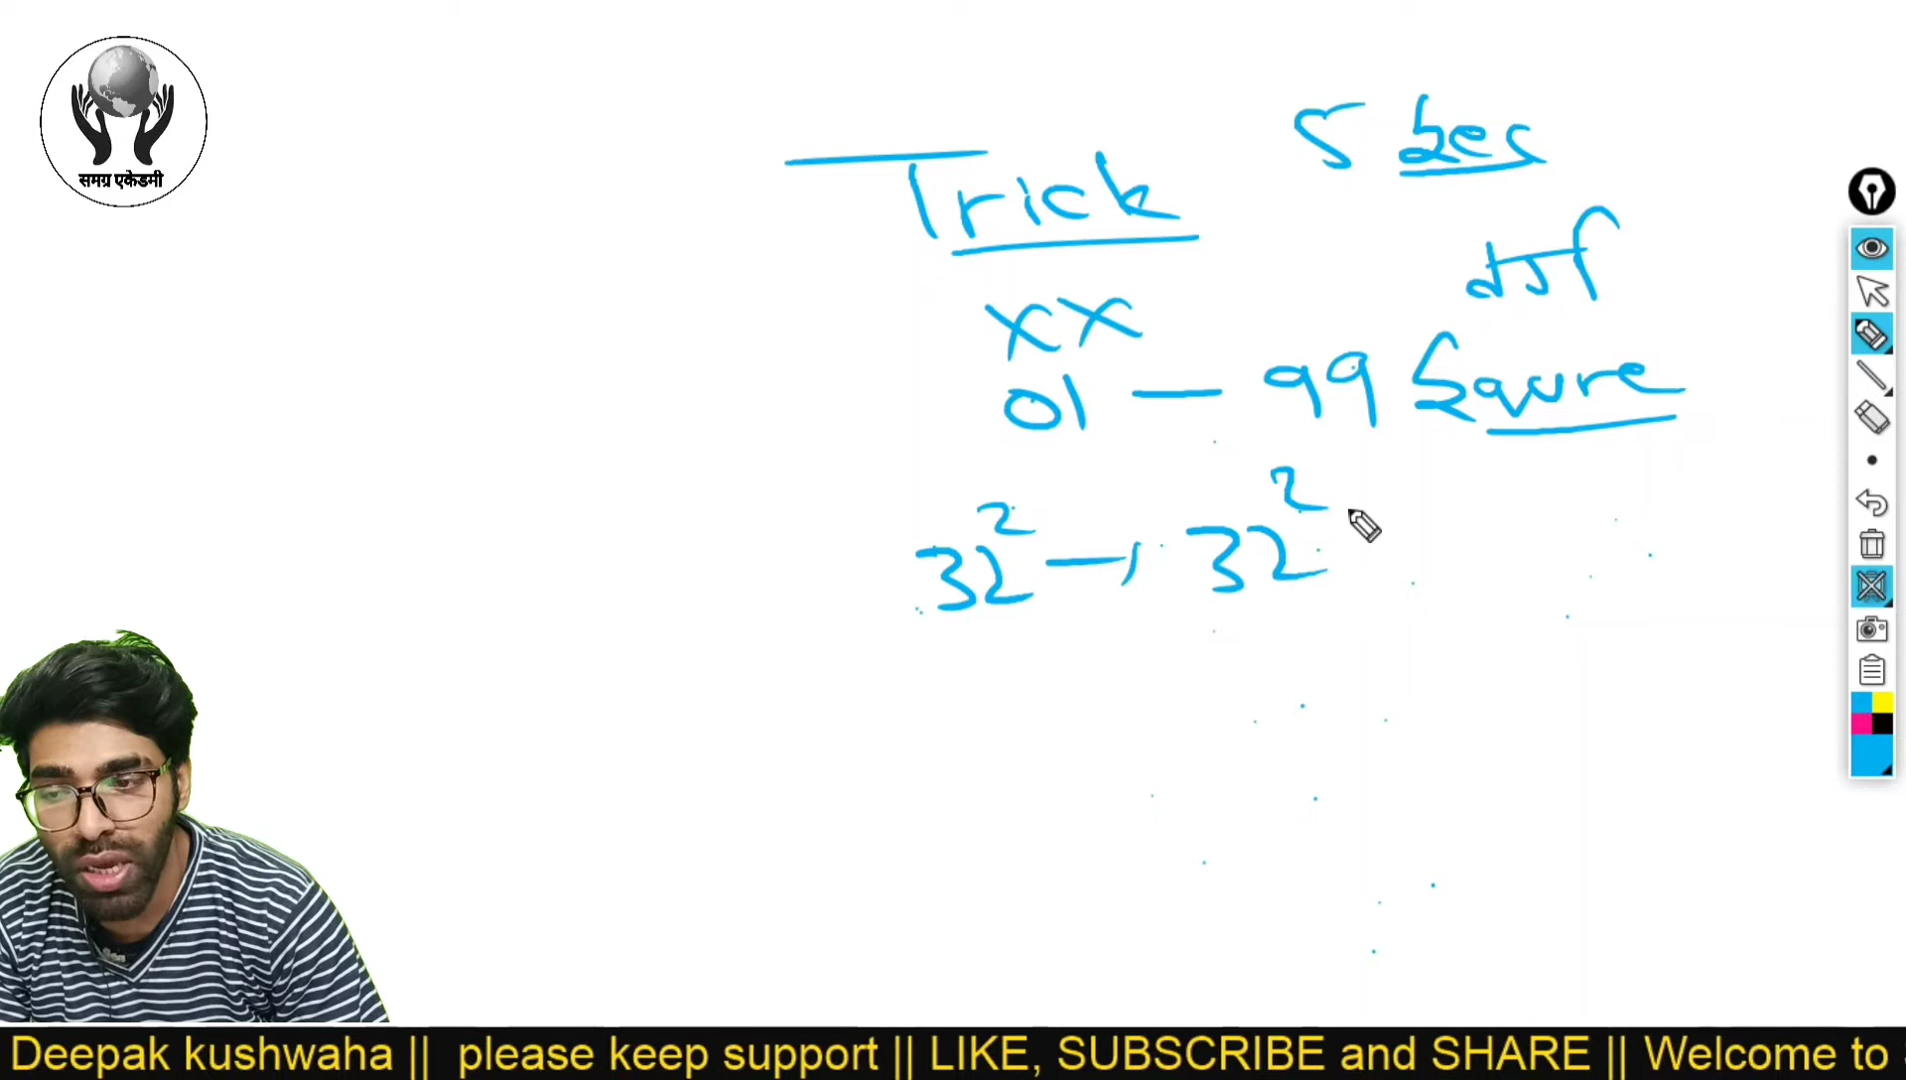 समग्र एकेडमी
5 Sec
Trick
XX
01 — 99 Squre
32² → 32²
Deepak kushwaha || please keep support || LIKE, SUBSCRIBE and SHARE || Welcome to